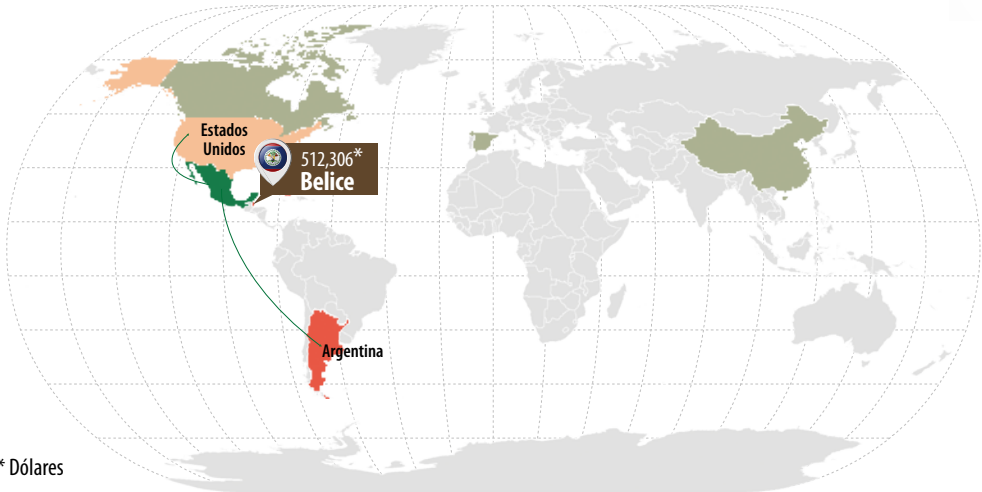 Estados
Unidos
512,306*
Belice
Argentina
* Dólares